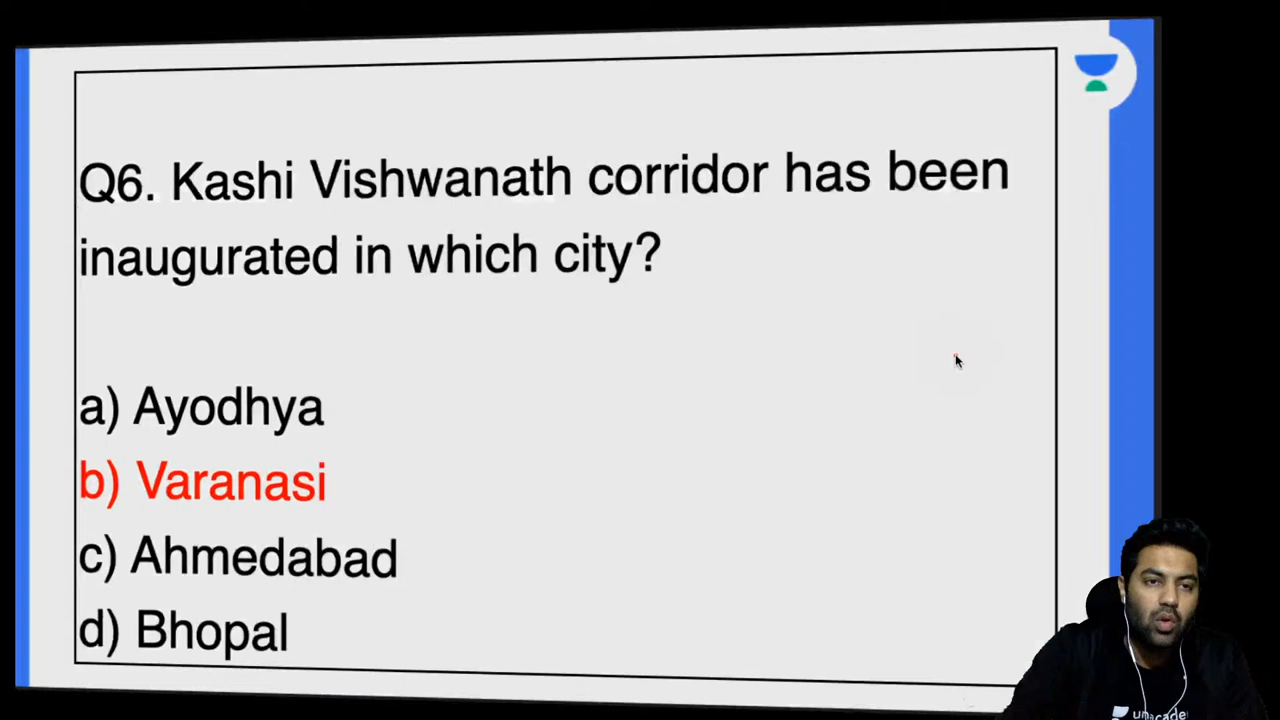 Q6. Kashi Vishwanath corridor has been
inaugurated in which city?
a) Ayodhya
b) Varanasi
c) Ahmedabad
d) Bhopal